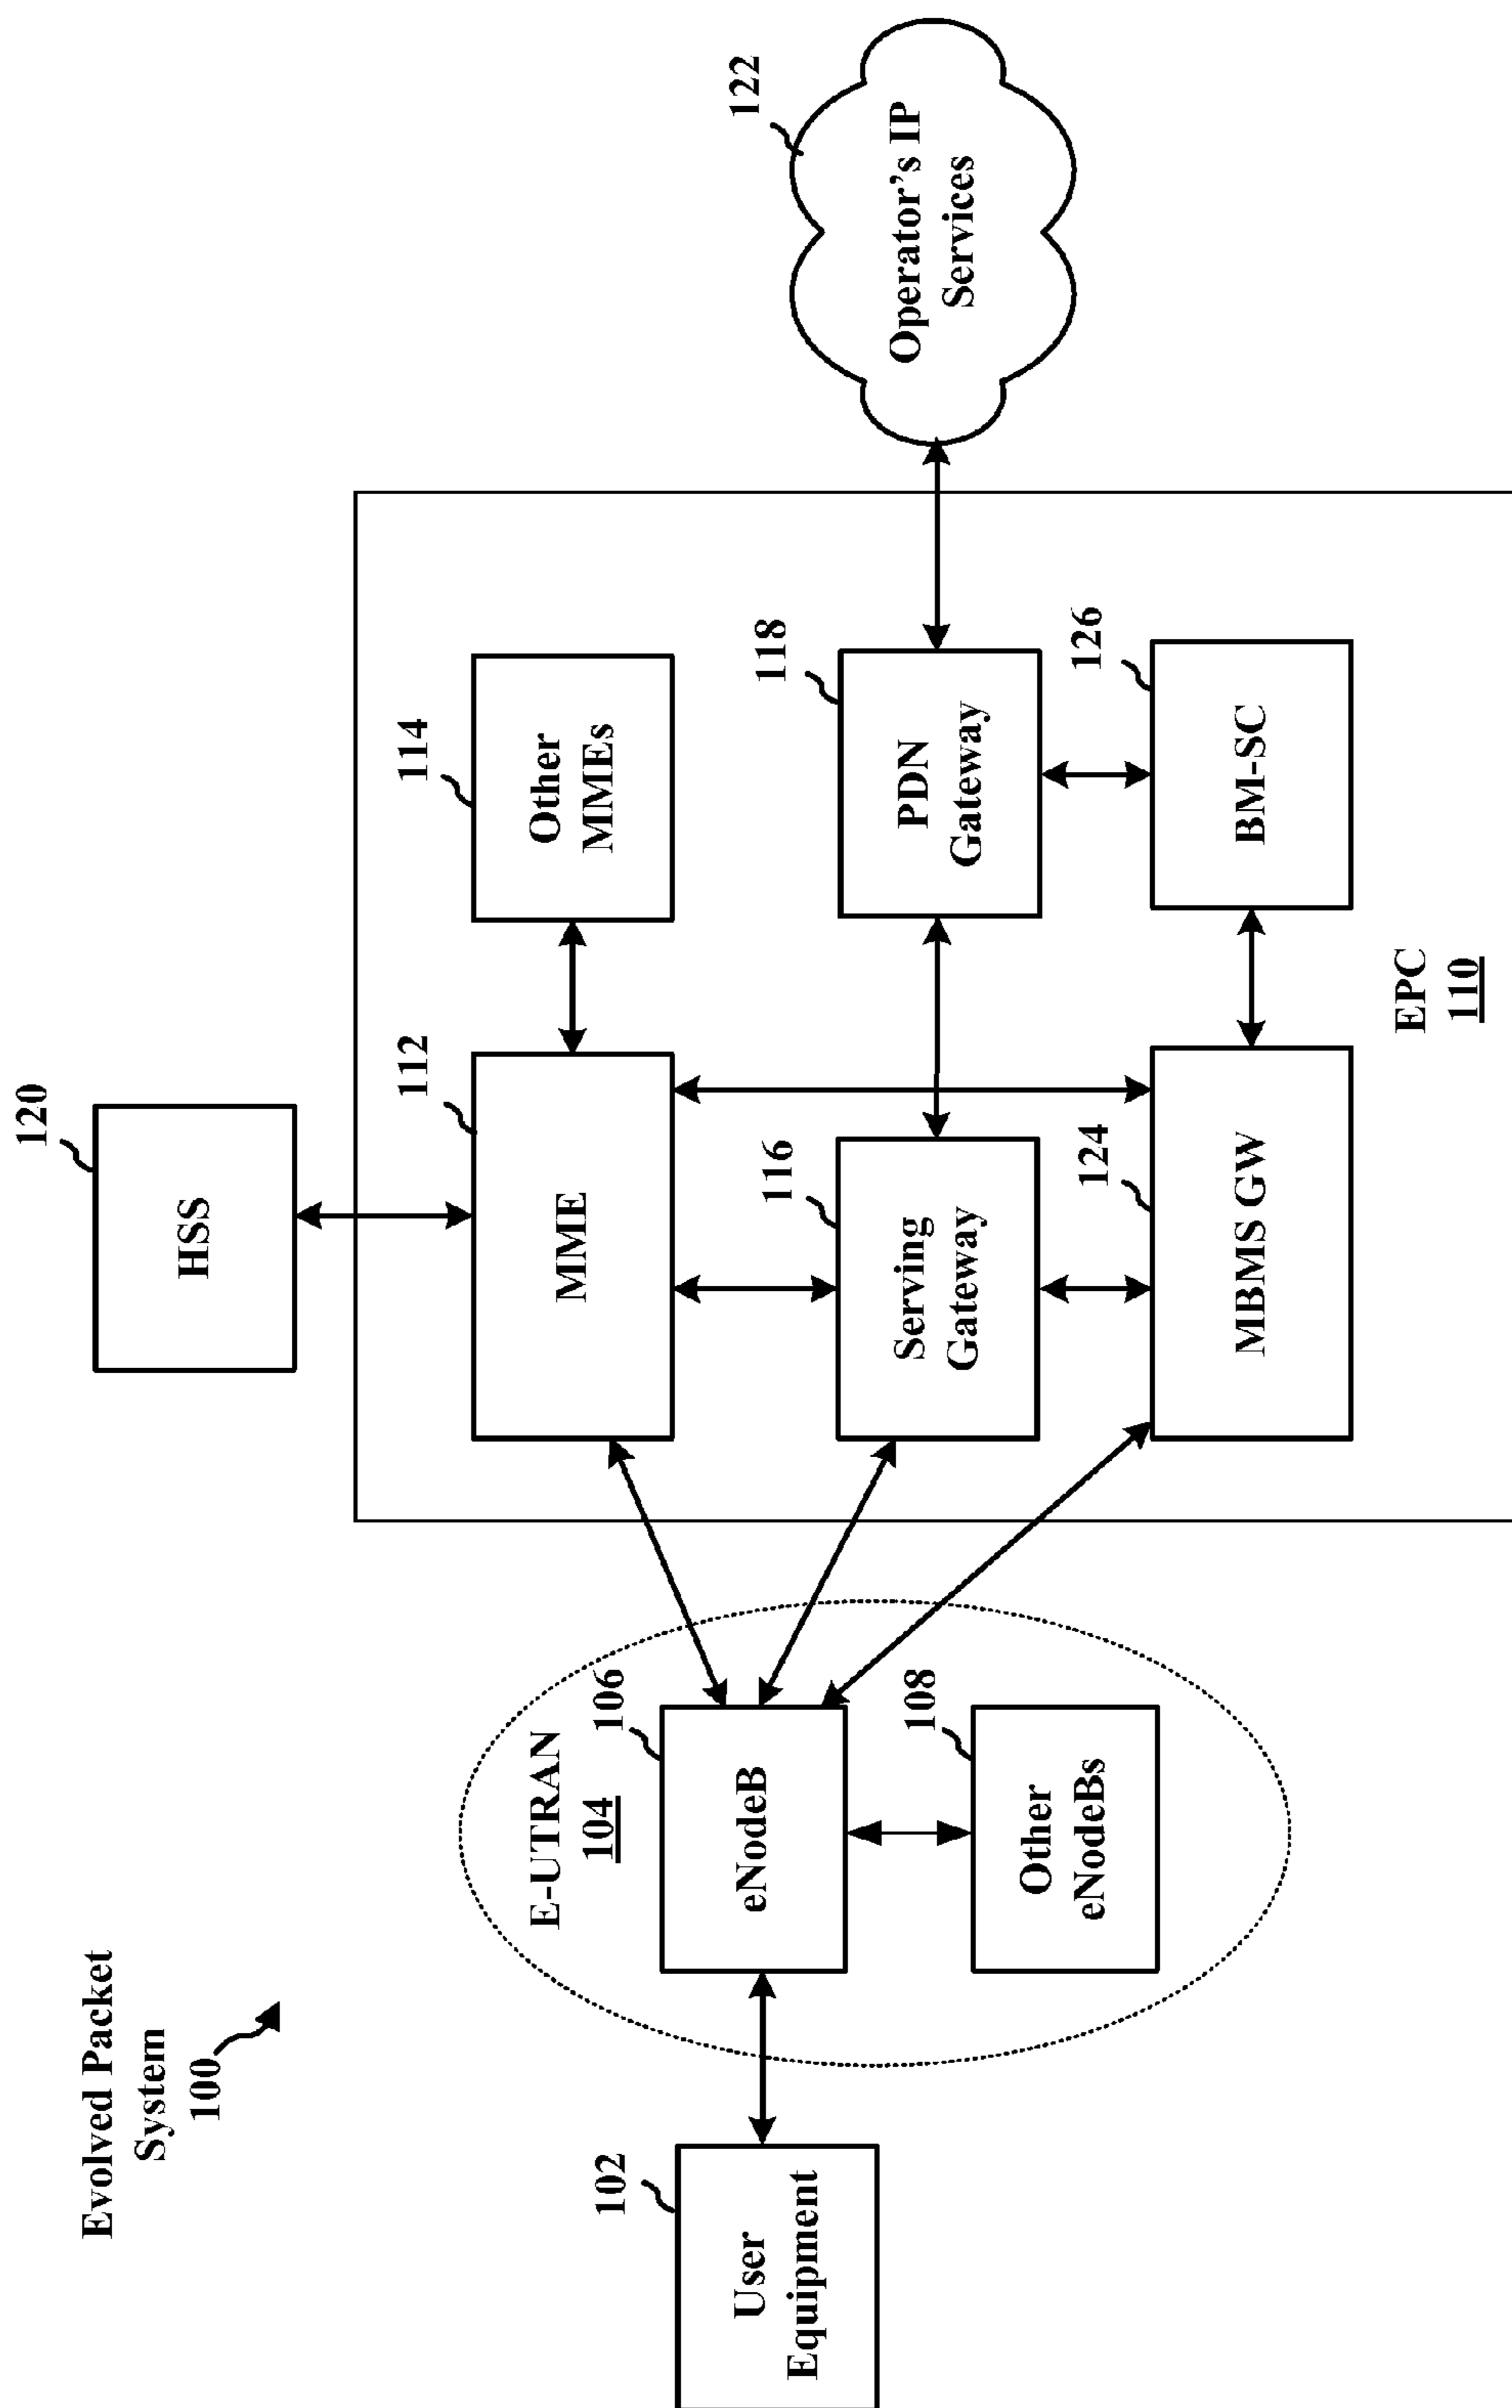 Evolved Packet
System
100
120
HSS
E-UTRAN
104
112
MME
114
Other
MMEs
102
User
Equipment
106
eNodeB
116
Serving
Gateway
118
PDN
Gateway
122
Operator's IP
Services
108
Other
eNodeBs
124
MBMS GW
126
BM-SC
EPC
110